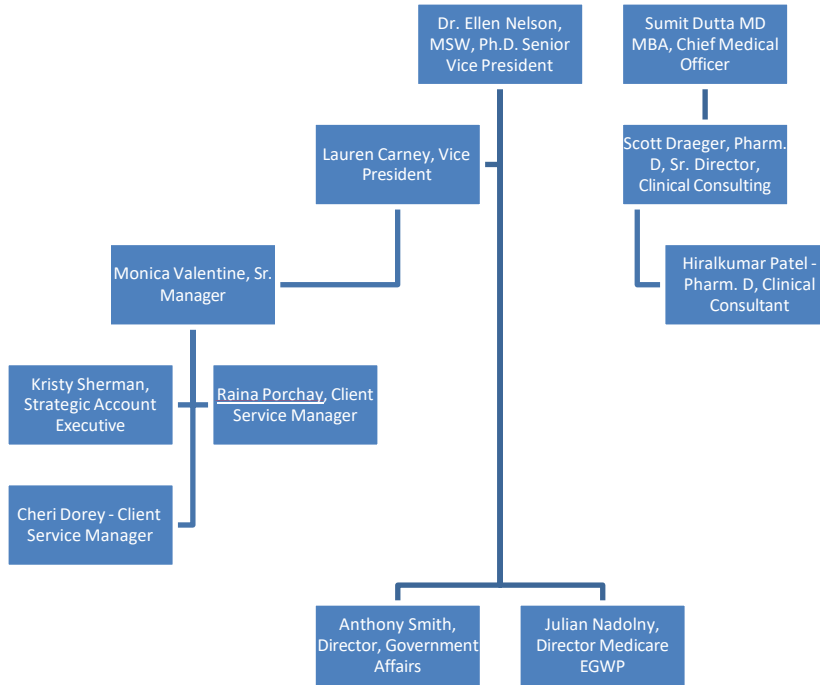 Dr. Ellen Nelson,
MSW, Ph.D. Senior
Vice President
Sumit Dutta MD
MBA, Chief Medical
Officer
Lauren Carney, Vice
President
Scott Draeger, Pharm.
D, Sr. Director,
Clinical Consulting
Monica Valentine, Sr.
Manager
Hiralkumar Patel -
Pharm. D, Clinical
Consultant
Kristy Sherman,
Strategic Account
Executive
Raina Porchay, Client
Service Manager
Cheri Dorey - Client
Service Manager
Anthony Smith,
Director, Government
Affairs
Julian Nadolny,
Director Medicare
EGWP